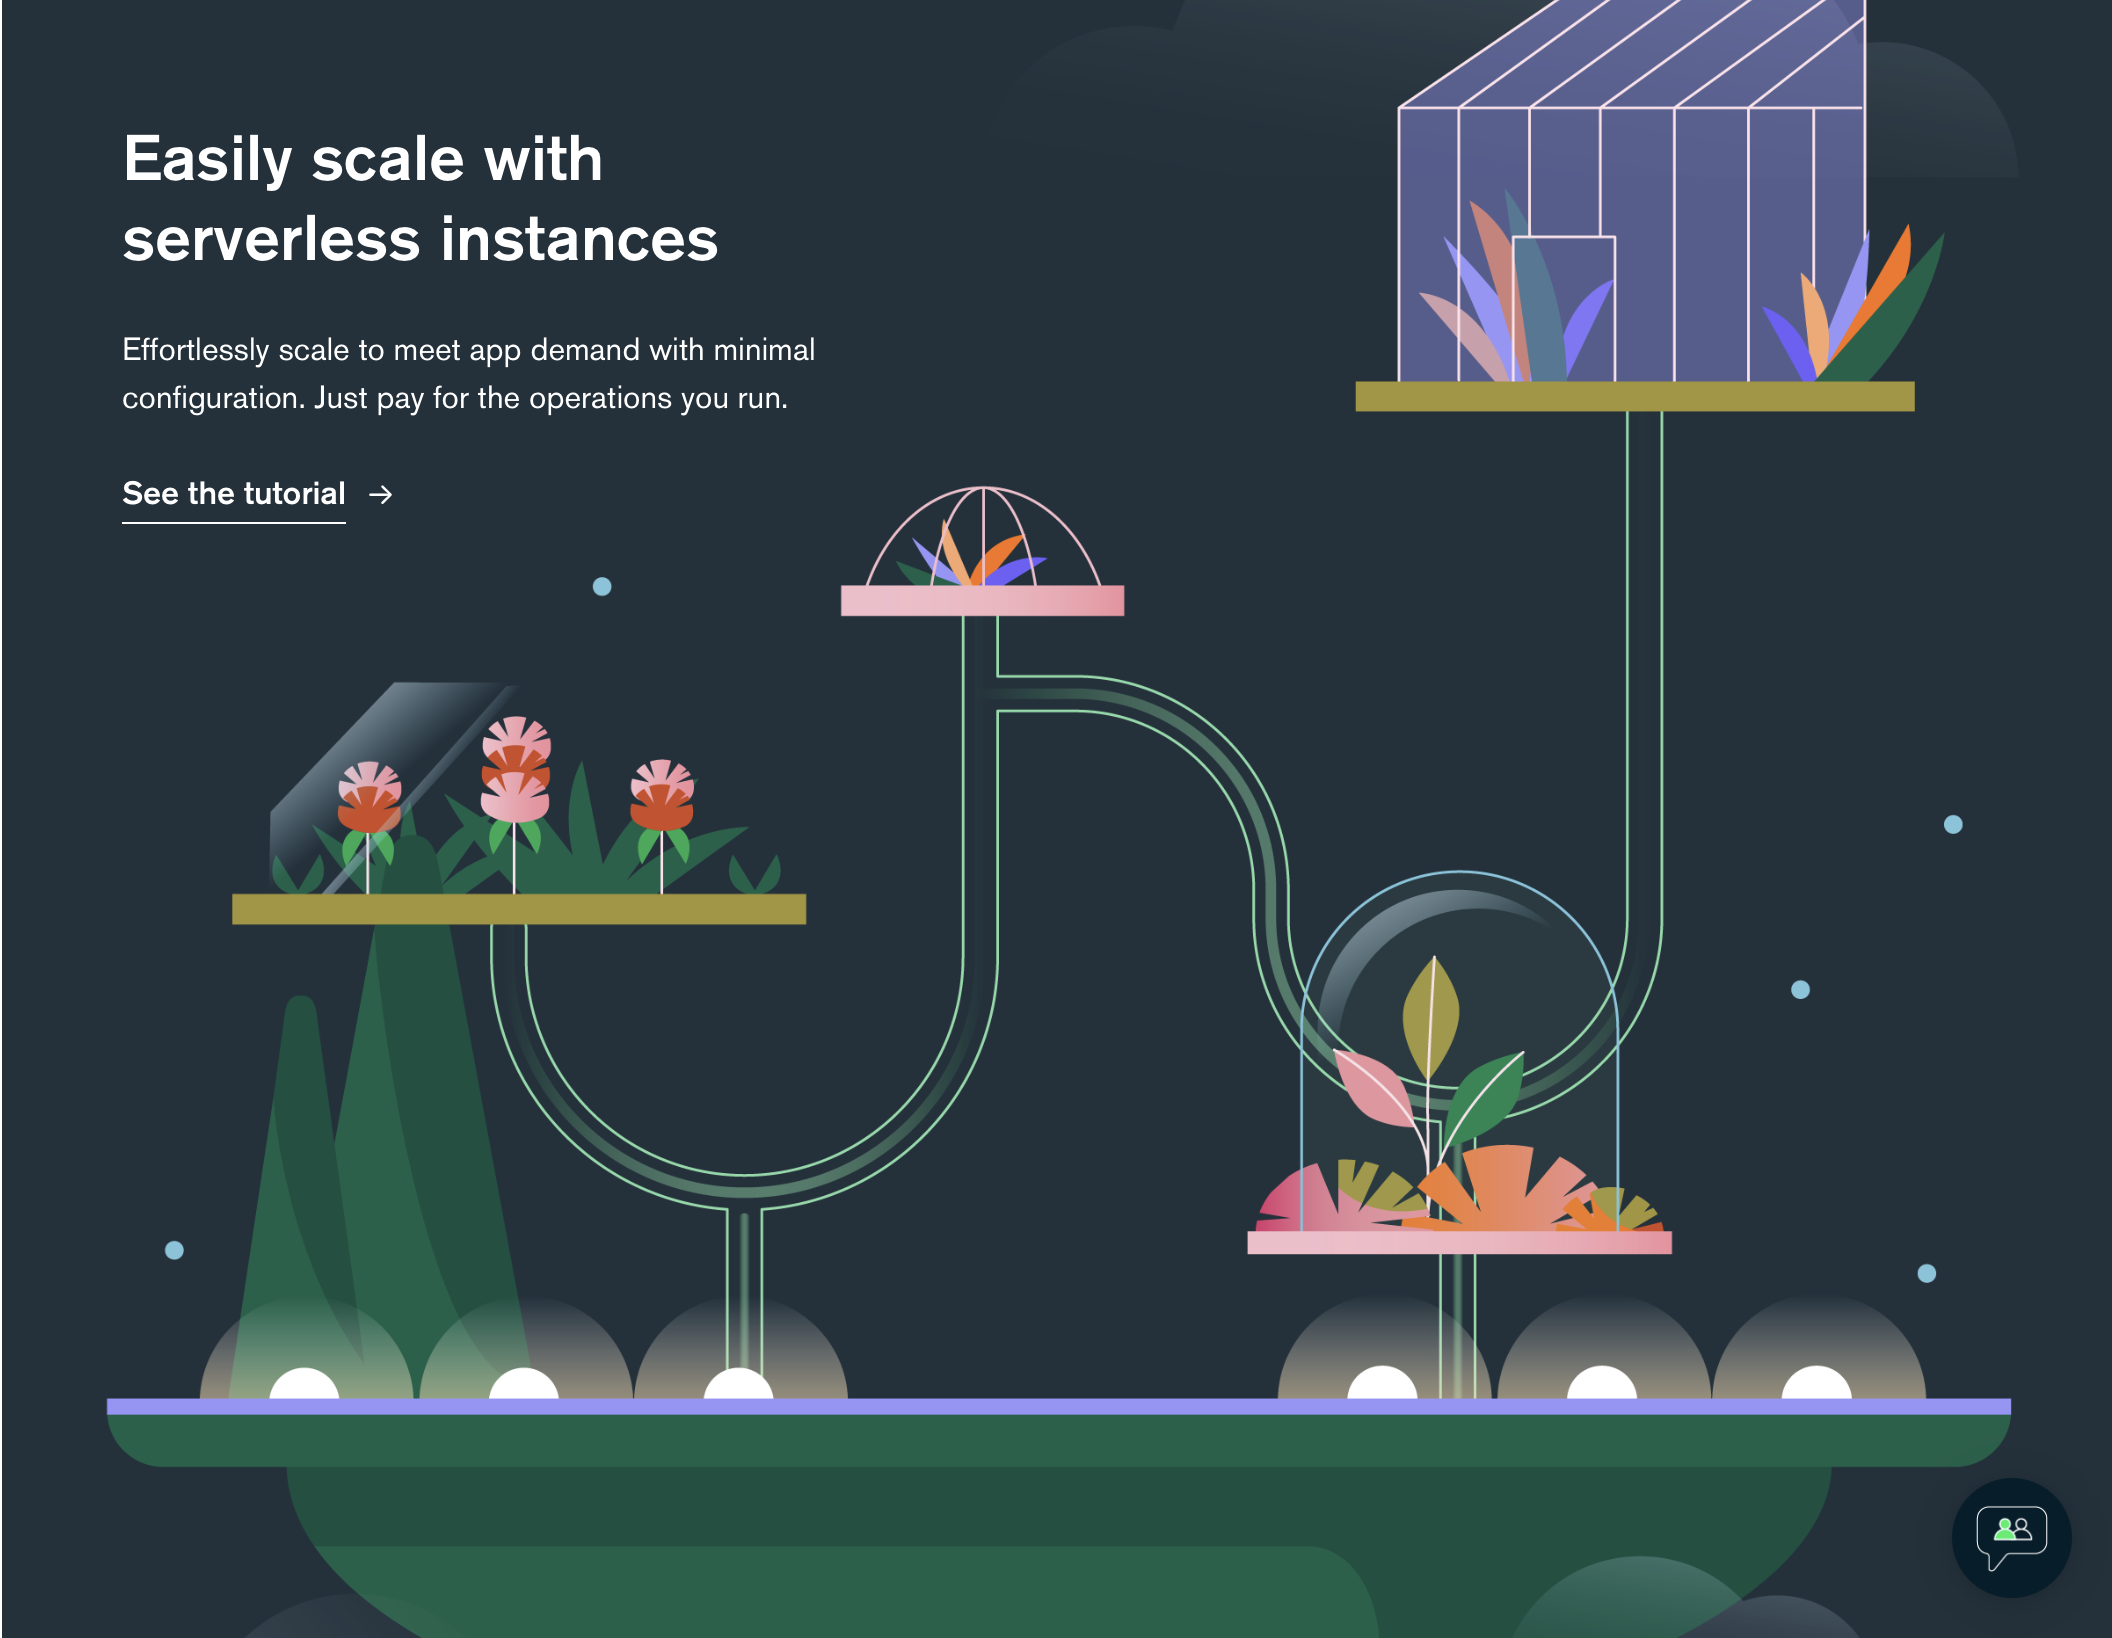 Easily scale with
serverless instances
Effortlessly scale to meet app demand with minimal
configuration. Just pay for the operations you run.
See the tutorial →